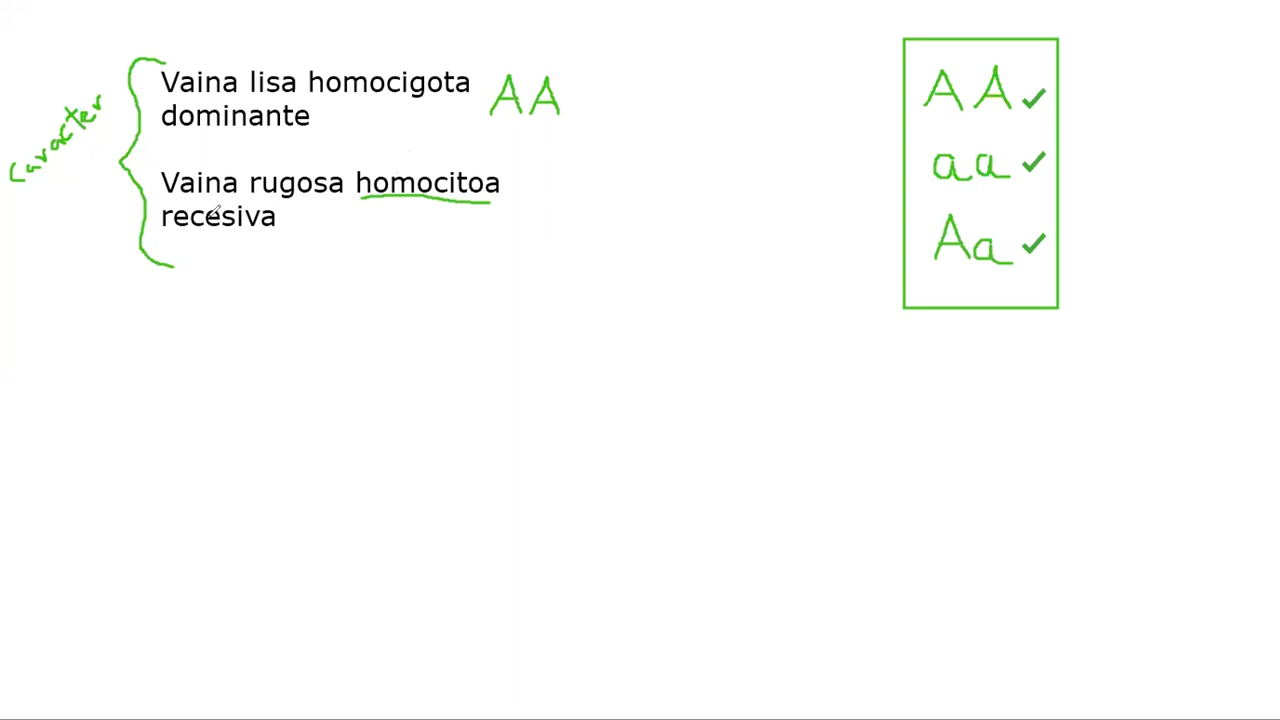 Caracter
Vaina lisa homocigota
dominante
AA
Vaina rugosa homocitoa
recesiva
AA
aa
Aa